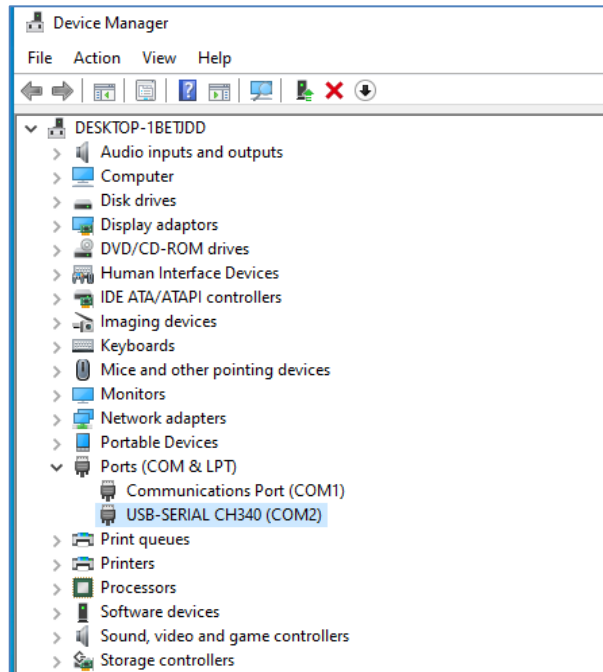 Device Manager
File Action View Help
DESKTOP-1BETJDD
Audio inputs and outputs
Computer
Disk drives
Display adaptors
DVD/CD-ROM drives
Human Interface Devices
IDE ATA/ATAPI controllers
Imaging devices
Keyboards
Mice and other pointing devices
Monitors
Network adapters
Portable Devices
Ports (COM & LPT)
Communications Port (COM1)
USB-SERIAL CH340 (COM2)
Print queues
Printers
Processors
Software devices
Sound, video and game controllers
Storage controllers